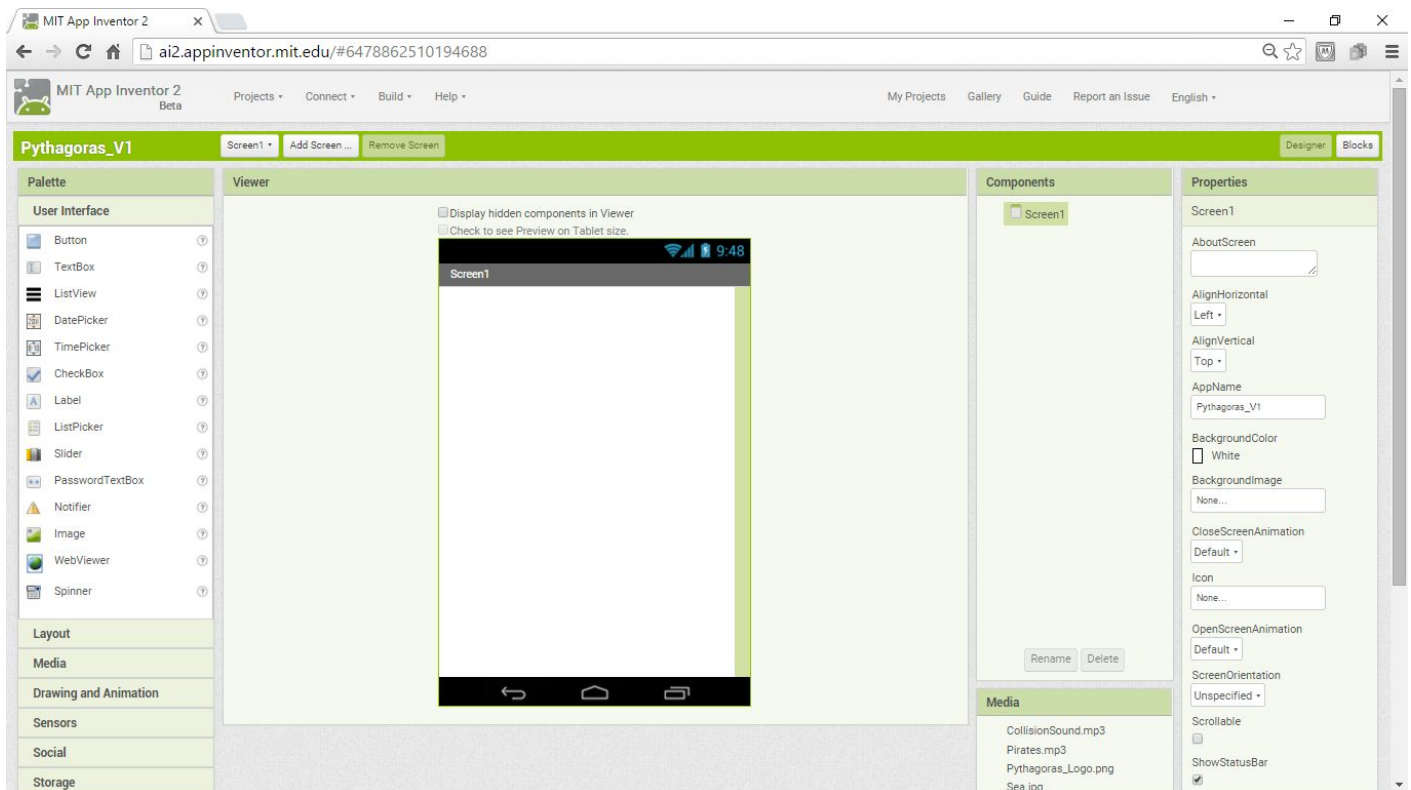 MIT App Inventor 2
ai2.appinventor.mit.edu/#6478862510194688
MIT App Inventor 2
Beta
Projects Connect Build Help
My Projects Gallery Guide Report an Issue English
Pythagoras_V1
Screen1 Add Screen ... Remove Screen
Designer Blocks
Palette
User Interface
Button
TextBox
ListView
DatePicker
TimePicker
CheckBox
Label
ListPicker
Slider
PasswordTextBox
Notifier
Image
WebViewer
Spinner
Layout
Media
Drawing and Animation
Sensors
Social
Storage
Viewer
Display hidden components in Viewer
Check to see Preview on Tablet size.
9:48
Screen1
Components
Screen1
Rename Delete
Media
CollisionSound.mp3
Pirates.mp3
Pythagoras_Logo.png
Sea.jpg
Properties
Screen1
AboutScreen
AlignHorizontal
Left
AlignVertical
Top
AppName
Pythagoras_V1
BackgroundColor
White
BackgroundImage
None...
CloseScreenAnimation
Default
Icon
None...
OpenScreenAnimation
Default
ScreenOrientation
Unspecified
Scrollable
ShowStatusBar